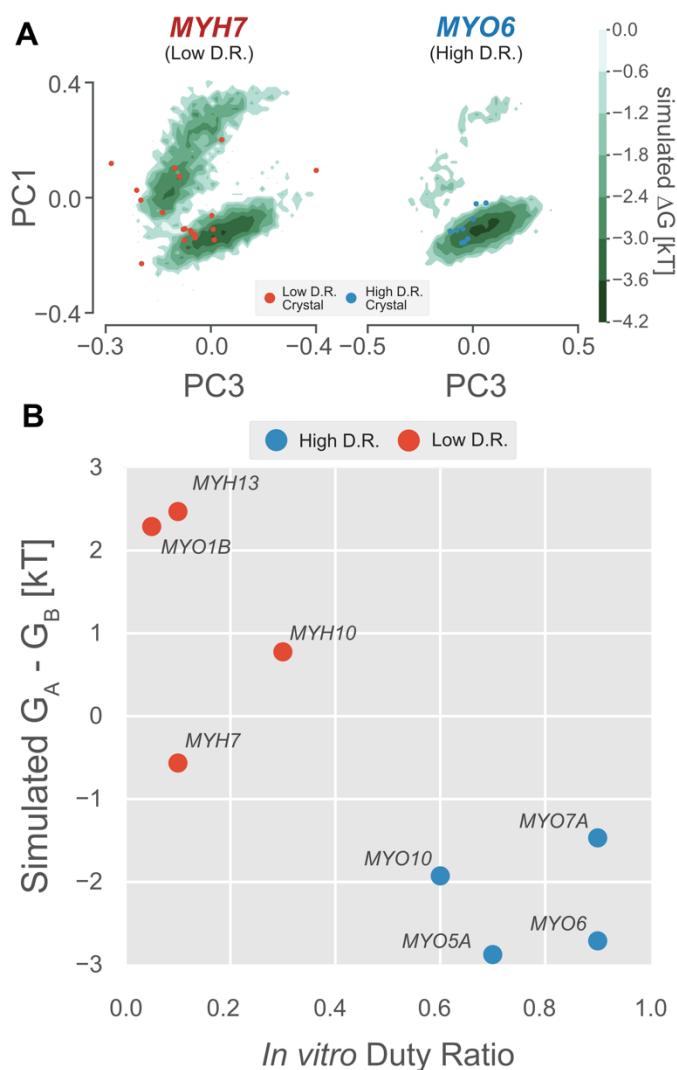 A
MYH7
(Low D.R.)
MYO6
(High D.R.)
PC1
0.4
0.0
−0.4
−0.3
0.0
−0.4
PC3
Low D.R.
Crystal
High D.R.
Crystal
−0.5
0.0
0.5
PC3
0.0
−0.6
−1.2
−1.8
−2.4
−3.0
−3.6
−4.2
simulated ΔG [kT]
B
High D.R.
Low D.R.
Simulated G_A - G_B [kT]
3
2
1
0
−1
−2
−3
MYH13
MYO1B
MYH10
MYH7
MYO7A
MYO10
MYO5A
MYO6
0.0 0.2 0.4 0.6 0.8 1.0
In vitro Duty Ratio